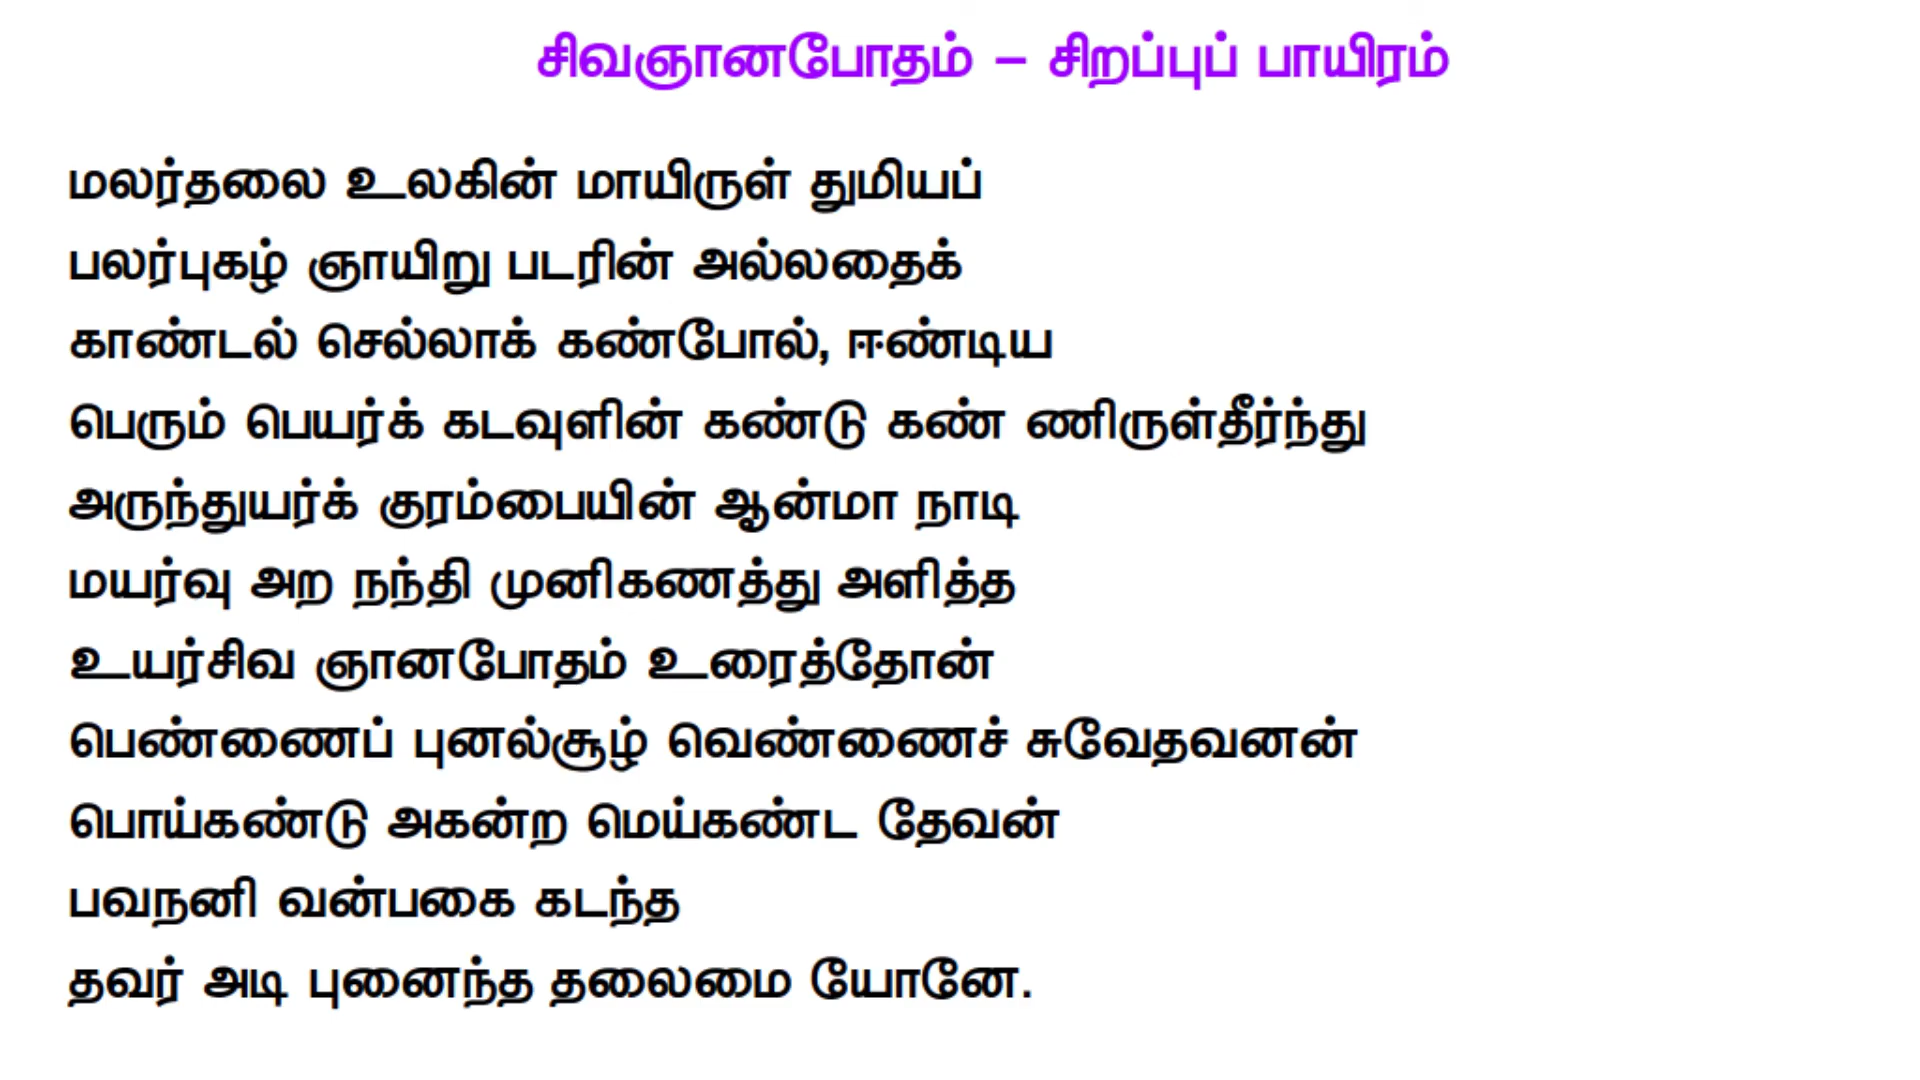 சிவஞானபோதம் – சிறப்புப் பாயிரம்
மலர்தலை உலகின் மாயிருள் துமியப்
பலர்புகழ் ஞாயிறு படரின் அல்லதைக்
காண்டல் செல்லாக் கண்போல், ஈண்டிய
பெரும் பெயர்க் கடவுளின் கண்டு கண் ணிருள்தீர்ந்து
அருந்துயர்க் குரம்பையின் ஆன்மா நாடி
மயர்வு அற நந்தி முனிகணத்து அளித்த
உயர்சிவ ஞானபோதம் உரைத்தோன்
பெண்ணைப் புனல்சூழ் வெண்ணைச் சுவேதவனன்
பொய்கண்டு அகன்ற மெய்கண்ட தேவன்
பவநனி வன்பகை கடந்த
தவர் அடி புனைந்த தலைமை யோனே.